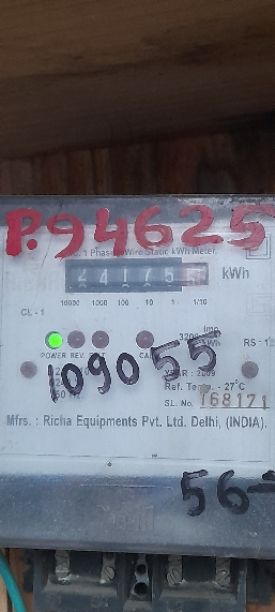 P.94625
A.C. 1 Phase 2 Wire Static kWh Meter.
24175 kWh
CL - 1
10000 1000 100 10 1 1/10
3200 imp
kWh
POWER REV. E/L CAL RS - 1
109055
YEAR : 2009
Ref. Temp. - 27°C
SL. No. 168171
Mfrs. : Richa Equipments Pvt. Ltd. Delhi, (INDIA).
56-